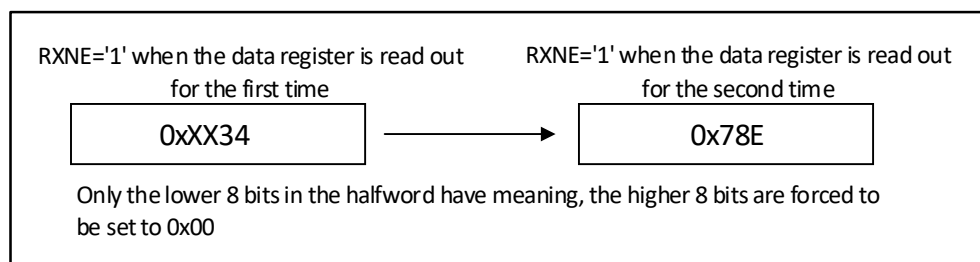 RXNE='1' when the data register is read out
for the first time
RXNE='1' when the data register is read out
for the second time
0xXX34
0x78E
Only the lower 8 bits in the halfword have meaning, the higher 8 bits are forced to
be set to 0x00